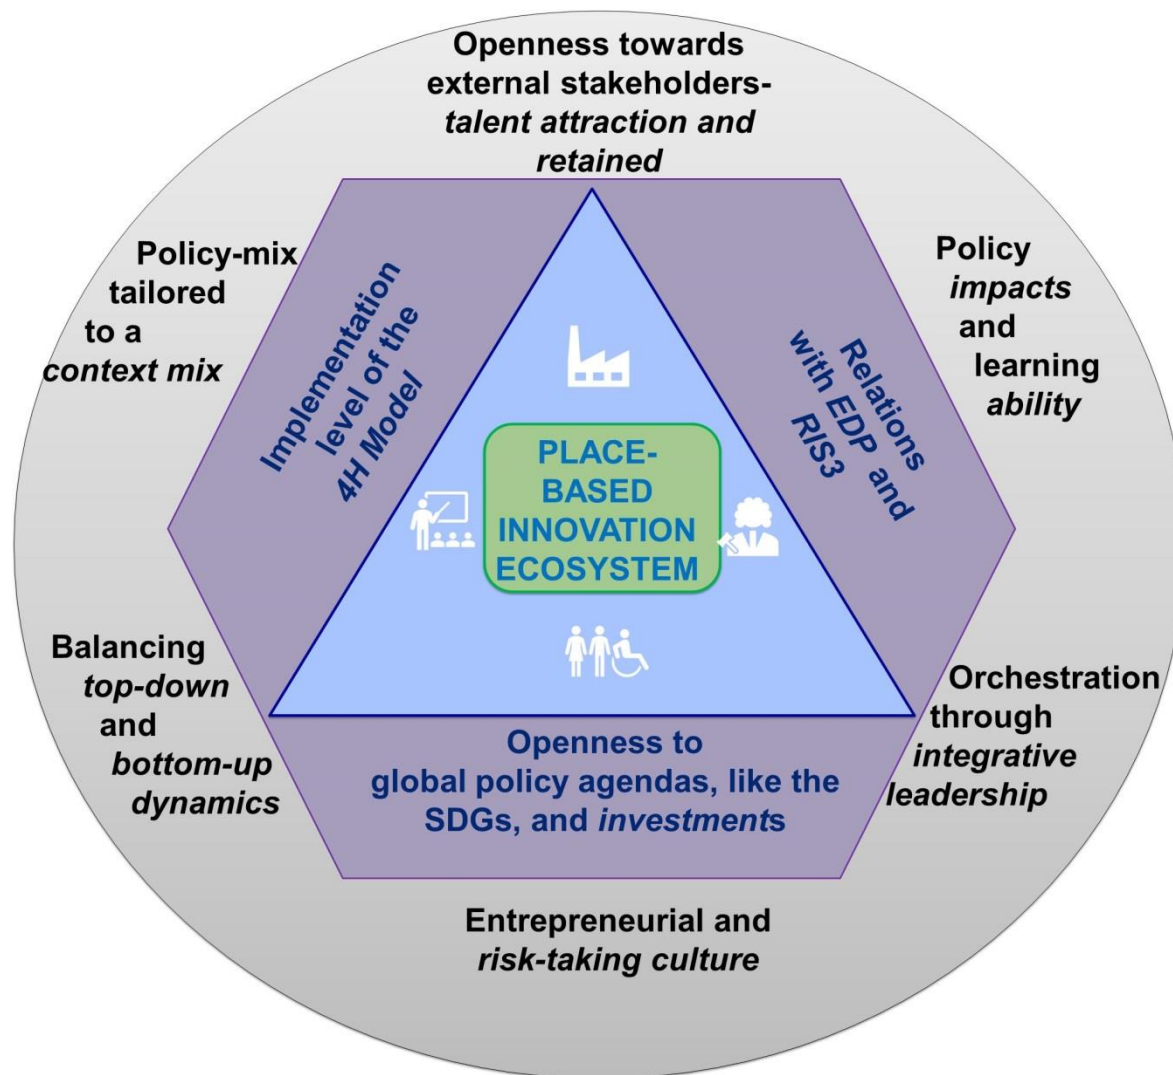 Openness towards
external stakeholders-
talent attraction and
retained
Policy-mix
tailored
to a
context mix
Implementation
level of the
4H Model
Relations
with EDP and
RIS3
Policy
impacts
and
learning
ability
PLACE-
BASED
INNOVATION
ECOSYSTEM
Balancing
top-down
and
bottom-up
dynamics
Openness to
global policy agendas, like the
SDGs, and investments
Orchestration
through
integrative
leadership
Entrepreneurial and
risk-taking culture